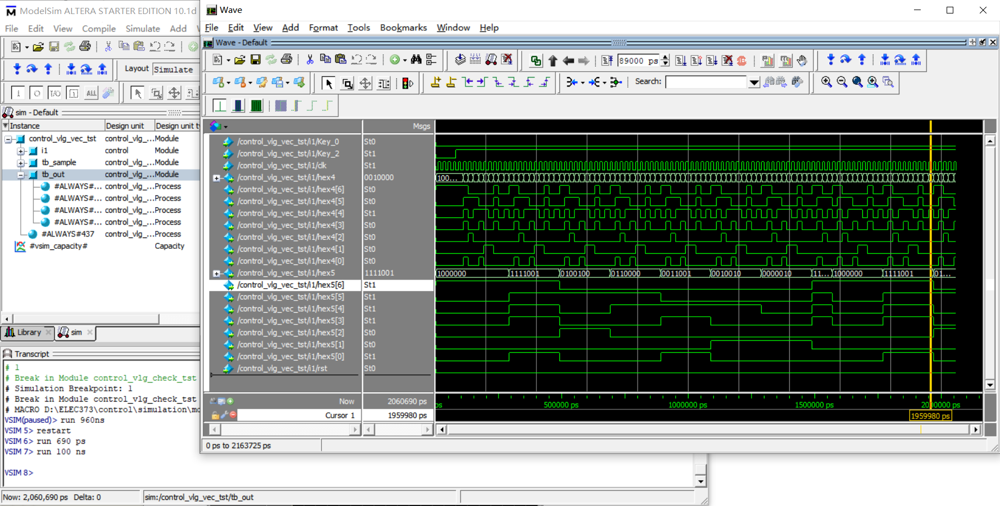 ModelSim ALTERA STARTER EDITION 10.1d
File Edit View Compile Simulate Add
Layout Simulate
sim - Default
Instance Design unit Design unit
control_vlg_vec_tst control_vlg_... Module
i1 control Module
tb_sample control_vlg_... Module
tb_out control_vlg_... Module
#ALWAYS#... control_vlg_... Process
#ALWAYS#... control_vlg_... Process
#ALWAYS#... control_vlg_... Process
#ALWAYS#... control_vlg_... Process
#ALWAYS#437 control_vlg_... Process
#vsim_capacity# Capacity
Library sim
Transcript
# 1
# Break in Module control_vlg_check_tst
# Simulation Breakpoint: 1
# Break in Module control_vlg_check_tst
# MACRO D:\ELEC373\control\simulation\mo
VSIM(paused)> run 960ns
VSIM 5> restart
VSIM 6> run 690 ps
VSIM 7> run 100 ns
VSIM 8>
Now: 2,060,690 ps Delta: 0 sim:/control_vlg_vec_tst/tb_out
Wave
File Edit View Add Format Tools Bookmarks Window Help
Wave - Default
89000 ps
Search:
Msgs
/control_vlg_vec_tst/i1/Key_0 St0
/control_vlg_vec_tst/i1/Key_2 St1
/control_vlg_vec_tst/i1/clk St1
/control_vlg_vec_tst/i1/hex4 0010000 100...
/control_vlg_vec_tst/i1/hex4[6] St0
/control_vlg_vec_tst/i1/hex4[5] St0
/control_vlg_vec_tst/i1/hex4[4] St1
/control_vlg_vec_tst/i1/hex4[3] St0
/control_vlg_vec_tst/i1/hex4[2] St0
/control_vlg_vec_tst/i1/hex4[1] St0
/control_vlg_vec_tst/i1/hex4[0] St0
/control_vlg_vec_tst/i1/hex5 1111001 1000000 1111001 0100100 0110000 0011001 0010010 0000010 11... 1000000 1111001 01...
/control_vlg_vec_tst/i1/hex5[6] St1
/control_vlg_vec_tst/i1/hex5[5] St1
/control_vlg_vec_tst/i1/hex5[4] St1
/control_vlg_vec_tst/i1/hex5[3] St1
/control_vlg_vec_tst/i1/hex5[2] St0
/control_vlg_vec_tst/i1/hex5[1] St0
/control_vlg_vec_tst/i1/hex5[0] St1
/control_vlg_vec_tst/i1/rst St0
Now 2060690 ps ps 500000 ps 1000000 ps 1500000 ps 2000000 ps
Cursor 1 1959980 ps 1959980 ps
0 ps to 2163725 ps